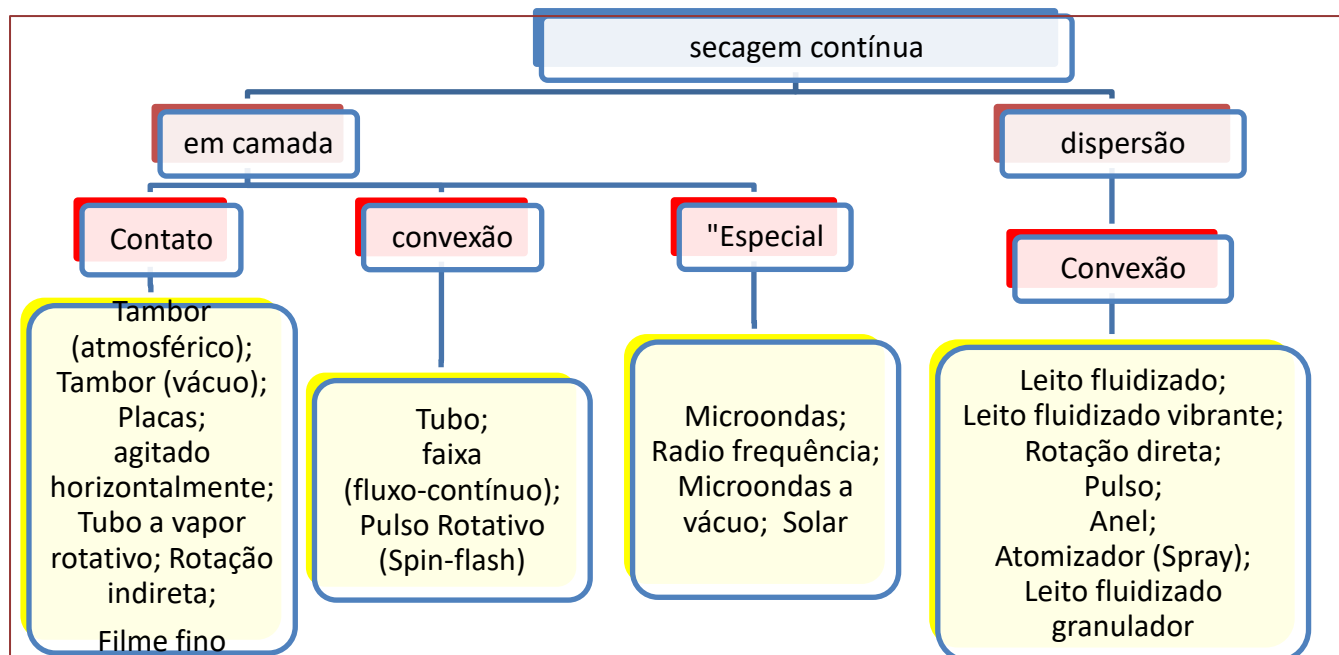 secagem contínua
em camada
dispersão
Contato
convexão
"Especial
Convexão
Tambor
(atmosférico);
Tambor (vácuo);
Placas;
agitado
horizontalmente;
Tubo a vapor
rotativo; Rotação
indireta;
Filme fino
Tubo;
faixa
(fluxo-contínuo);
Pulso Rotativo
(Spin-flash)
Microondas;
Radio frequência;
Microondas a
vácuo; Solar
Leito fluidizado;
Leito fluidizado vibrante;
Rotação direta;
Pulso;
Anel;
Atomizador (Spray);
Leito fluidizado
granulador